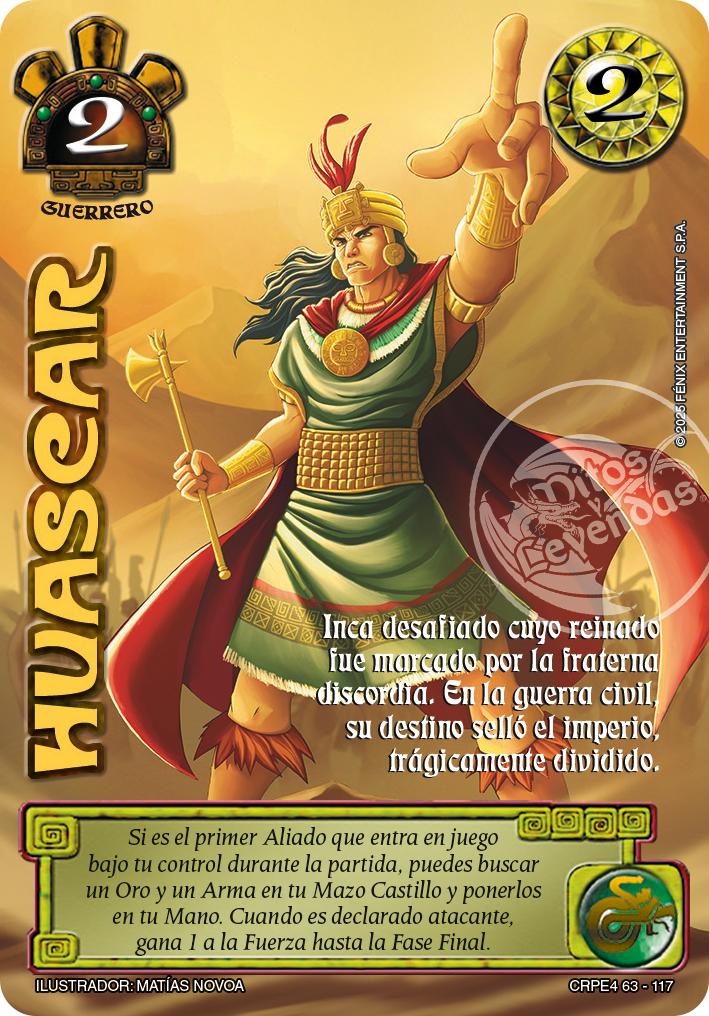 2
2
GUERRERO
HUASCAR
© 2025 FÉNIX ENTERTAINMENT S.P.A.
Mitos
y
Leyendas
Inca desafiado cuyo reinado
fue marcado por la fraterna
discordia. En la guerra civil,
su destino selló el imperio,
trágicamente dividido.
Si es el primer Aliado que entra en juego
bajo tu control durante la partida, puedes buscar
un Oro y un Arma en tu Mazo Castillo y ponerlos
en tu Mano. Cuando es declarado atacante,
gana 1 a la Fuerza hasta la Fase Final.
ILUSTRADOR: MATÍAS NOVOA
CRPE4 63 - 117